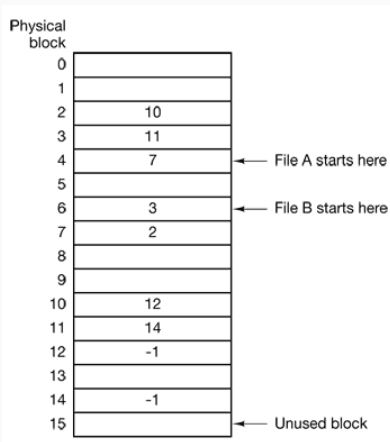 Physical
block
0
1
2 10
3 11
4 7 File A starts here
5
6 3 File B starts here
7 2
8
9
10 12
11 14
12 -1
13
14 -1
15 Unused block